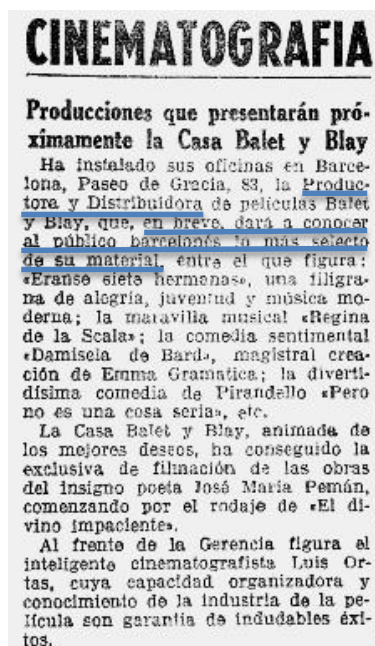 CINEMATOGRAFIA
Producciones que presentarán pró-
ximamente la Casa Balet y Blay
Ha instalado sus oficinas en Barce-
lona, Paseo de Gracia, 83, la Produc-
tora y Distribuidora de películas Balet
y Blay, que, en breve, dará a conocer
al público barcelonés lo más selecto
de su material, entre el que figura:
«Eranse siete hermanas», una filigra-
na de alegría, juventud y música mo-
derna; la maravilla musical «Regina
de la Scala»; la comedia sentimental
«Damisela de Bard», magistral crea-
ción de Emma Gramatica; la diverti-
dísima comedia de Pirandello «Pero
no es una cosa seria», etc.
La Casa Balet y Blay, animada de
los mejores deseos, ha conseguido la
exclusiva de filmación de las obras
del insigno poeta José María Pemán,
comenzando por el rodaje de «El di-
vino impaciente».
Al frente de la Gerencia figura el
inteligente cinematografista Luis Or-
tas, cuya capacidad organizadora y
conocimiento de la industria de la pe-
lícula son garantía de indudables éxi-
tos.